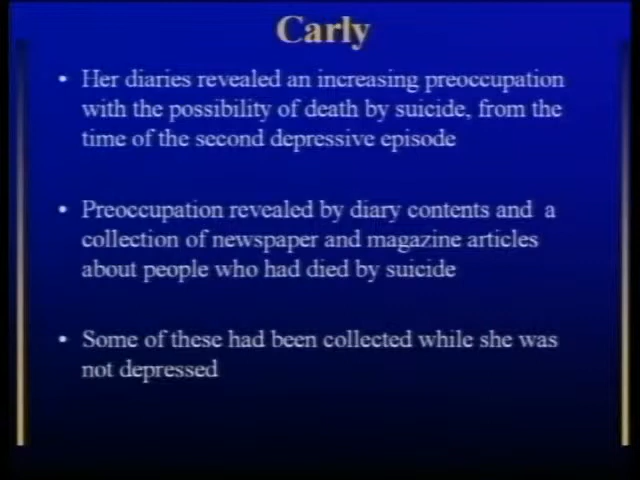 Carly
• Her diaries revealed an increasing preoccupation
with the possibility of death by suicide, from the
time of the second depressive episode
• Preoccupation revealed by diary contents and a
collection of newspaper and magazine articles
about people who had died by suicide
• Some of these had been collected while she was
not depressed